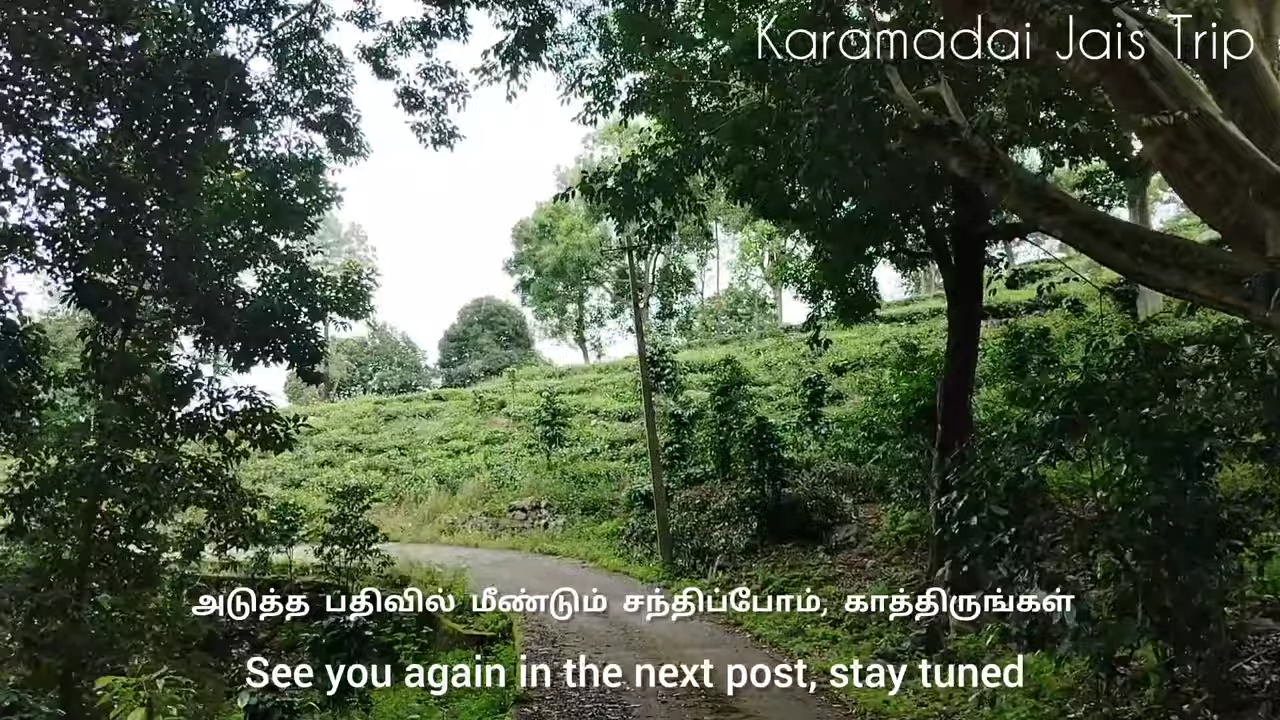 Karamadai Jais Trip
அடுத்த பதிவில் மீண்டும் சந்திப்போம், காத்திருங்கள்
See you again in the next post, stay tuned